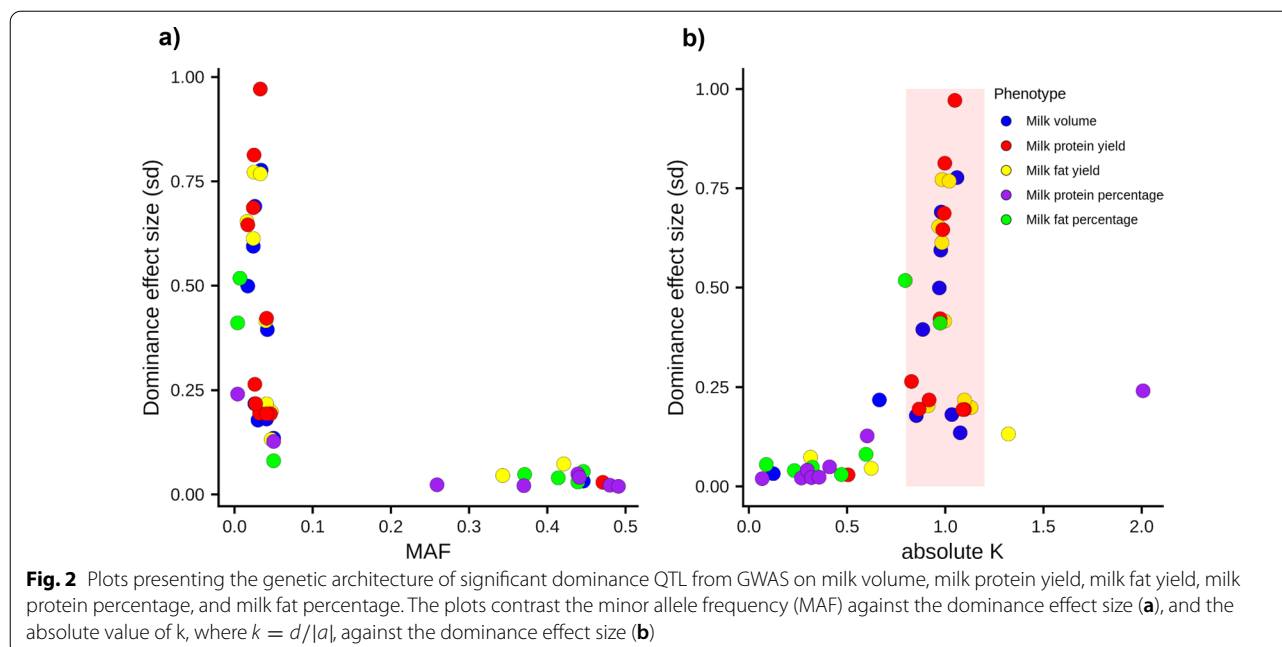 a)
1.00
0.75
0.50
0.25
0.00
Dominance effect size (sd)
0.0 0.1 0.2 0.3 0.4 0.5
MAF
b)
1.00
0.75
0.50
0.25
0.00
Dominance effect size (sd)
0.0 0.5 1.0 1.5 2.0
absolute K
Phenotype
Milk volume
Milk protein yield
Milk fat yield
Milk protein percentage
Milk fat percentage
Fig. 2 Plots presenting the genetic architecture of significant dominance QTL from GWAS on milk volume, milk protein yield, milk fat yield, milk
protein percentage, and milk fat percentage. The plots contrast the minor allele frequency (MAF) against the dominance effect size (a), and the
absolute value of k, where k = d/|a|, against the dominance effect size (b)